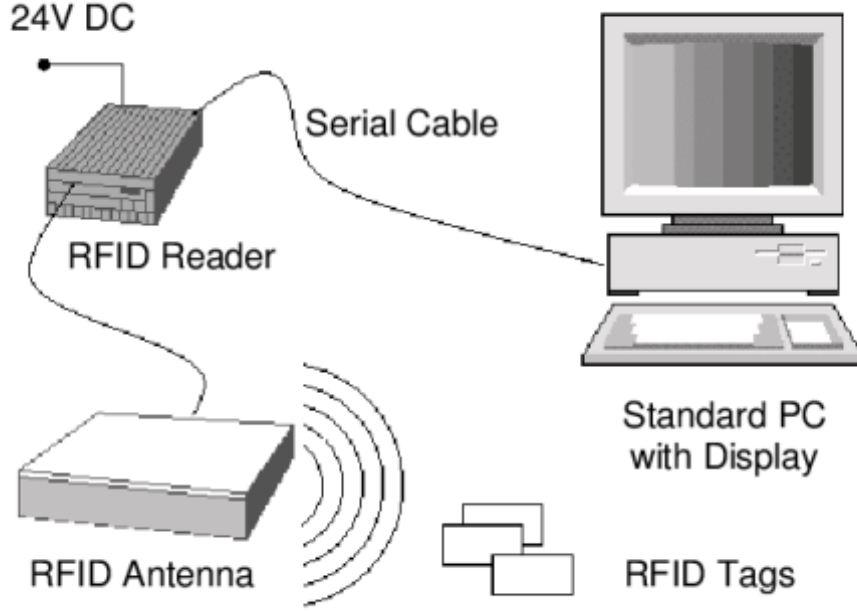 24V DC
Serial Cable
RFID Reader
Standard PC
with Display
RFID Antenna
RFID Tags